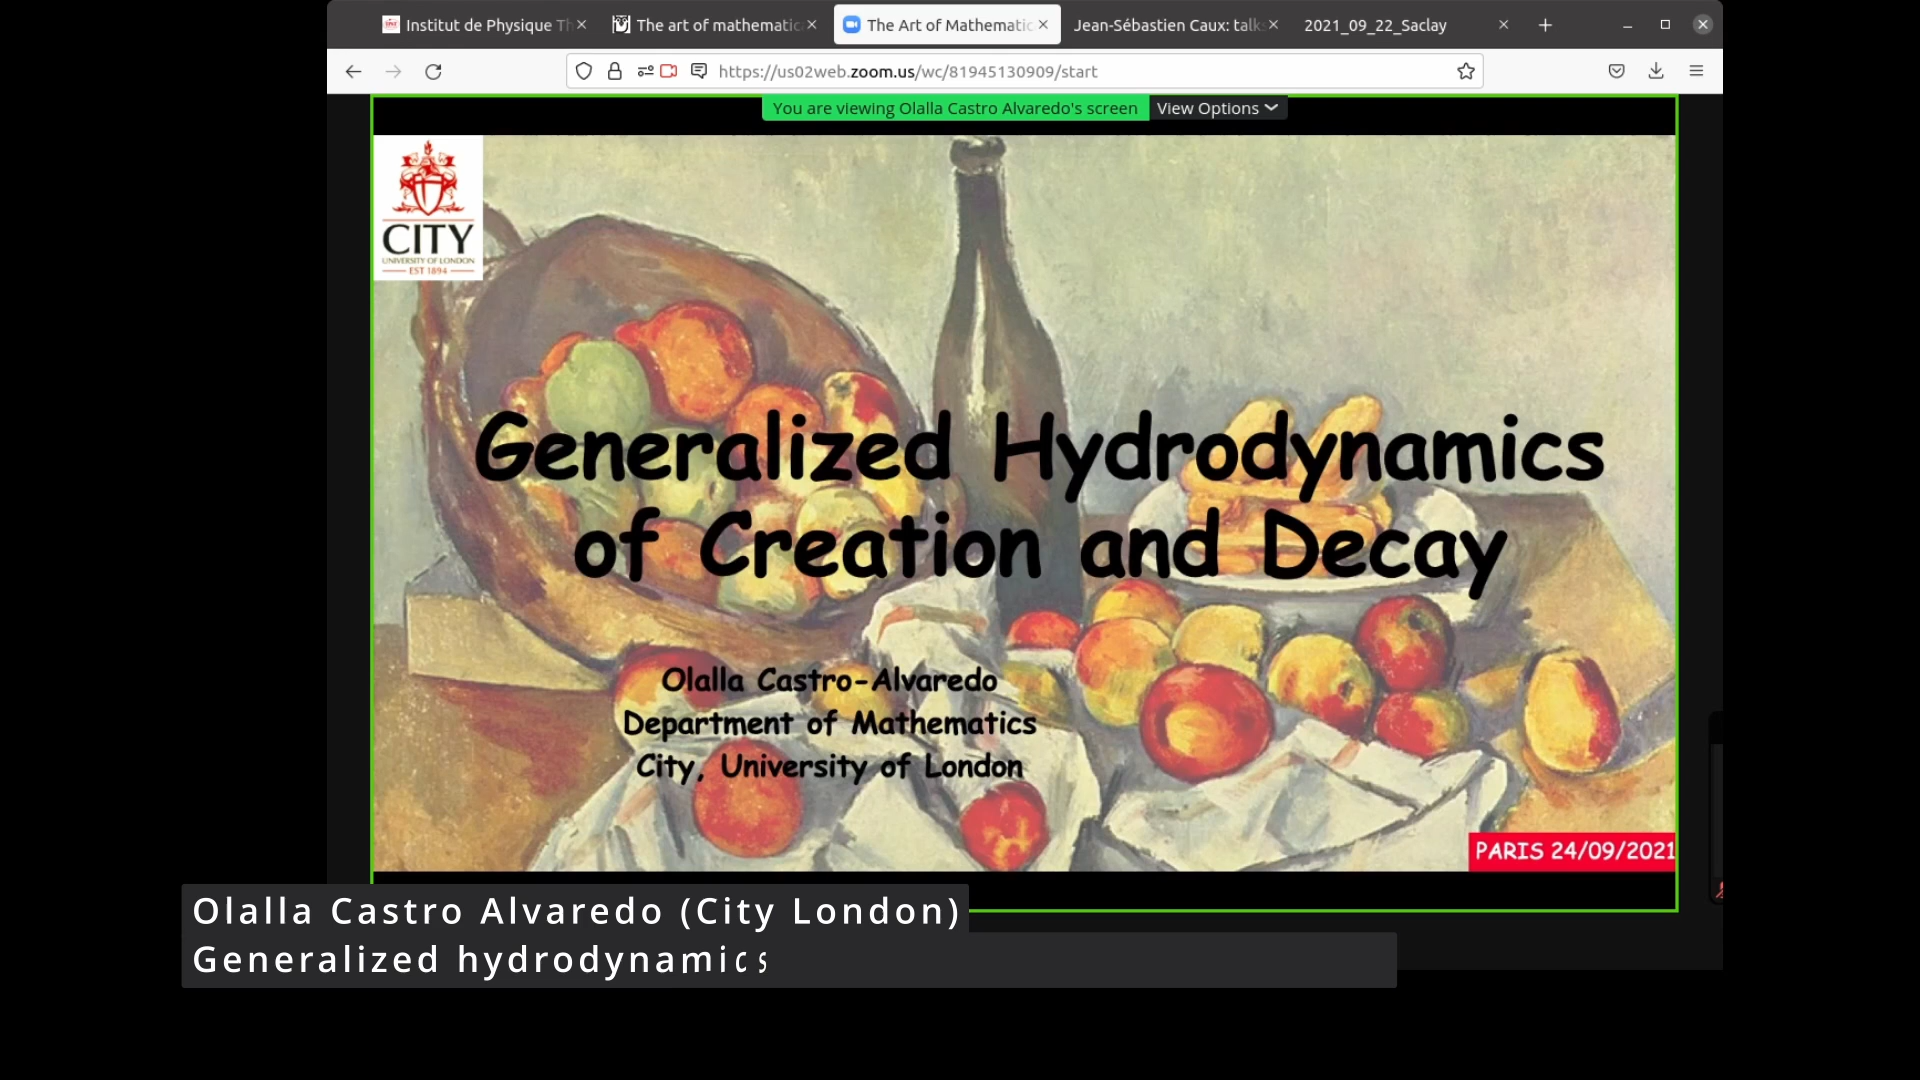 Institut de Physique Th
The art of mathematic
The Art of Mathematic
Jean-Sébastien Caux: talk
2021_09_22_Saclay
https://us02web.zoom.us/wc/81945130909/start
You are viewing Olalla Castro Alvaredo's screen
View Options
CITY
UNIVERSITY OF LONDON
EST 1894
Generalized Hydrodynamics
of Creation and Decay
Olalla Castro-Alvaredo
Department of Mathematics
City, University of London
PARIS 24/09/2021
Olalla Castro Alvaredo (City London)
Generalized hydrodynamics